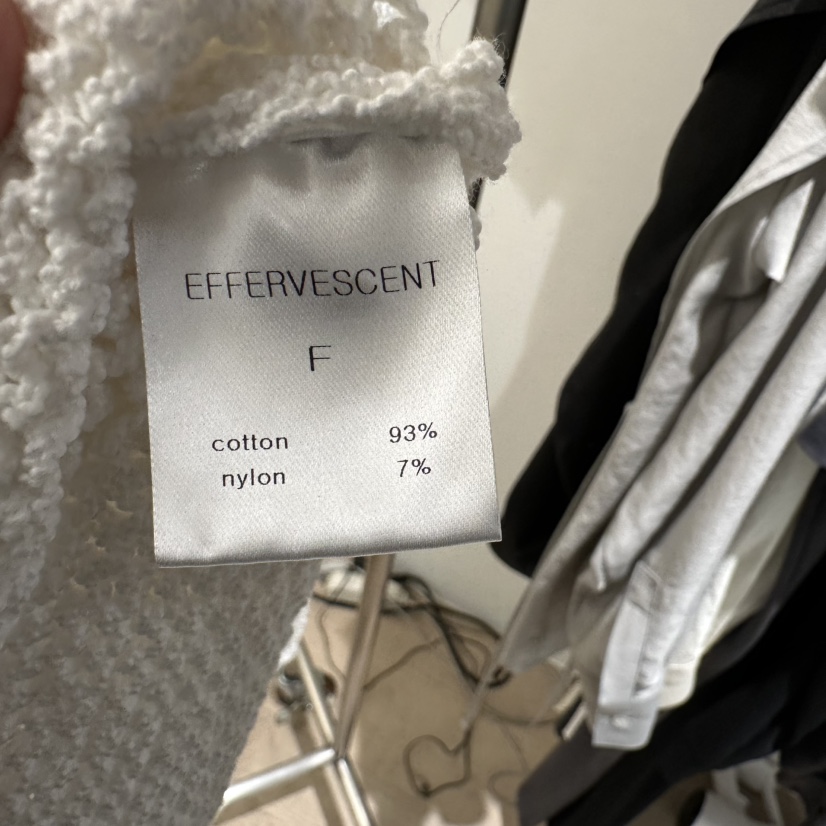 EFFERVESCENT
F
cotton 93%
nylon 7%